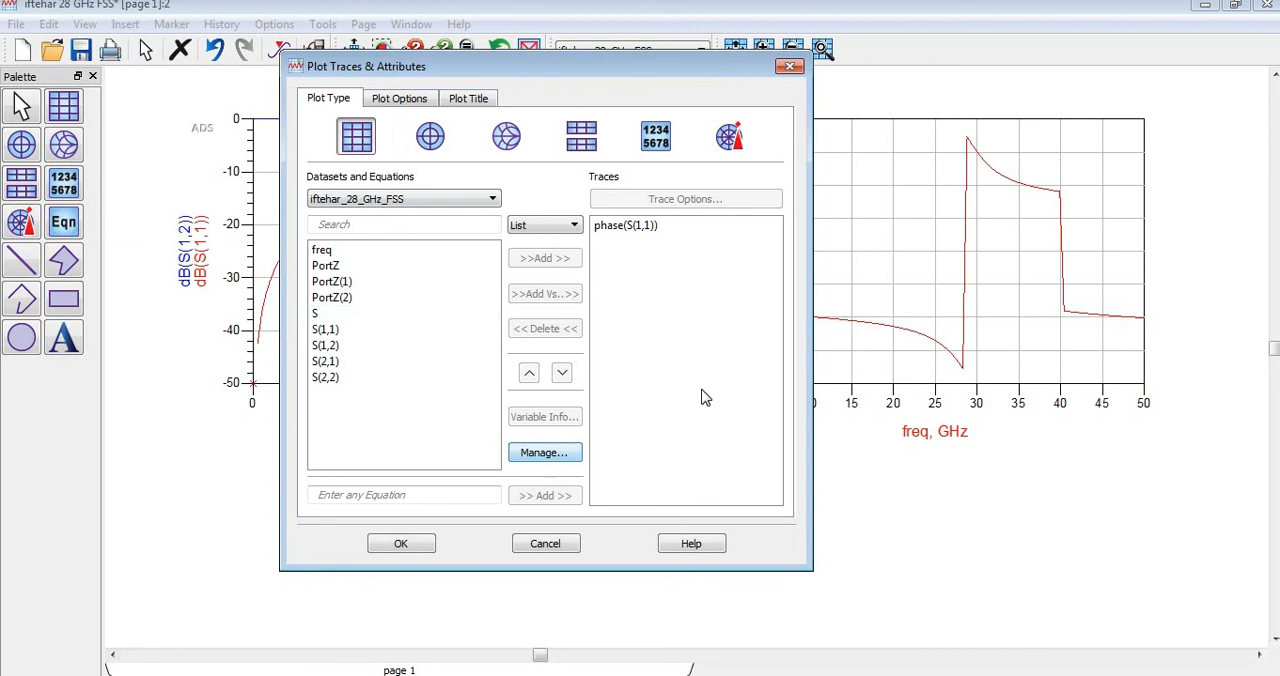 iftehar 28 GHz FSS* [page 1]:2
File Edit View Insert Marker History Options Tools Page Window Help
Palette
Eqn
1234
5678
A
ADS
Plot Traces & Attributes
Plot Type Plot Options Plot Title
1234
5678
Datasets and Equations
iftehar_28_GHz_FSS
Search
List
freq
PortZ
PortZ(1)
PortZ(2)
S
S(1,1)
S(1,2)
S(2,1)
S(2,2)
Enter any Equation
>>Add >>
>>Add Vs..>>
<< Delete <<
Variable Info...
Manage...
>> Add >>
Traces
Trace Options...
phase(S(1,1))
OK Cancel Help
dB(S(1,2))
dB(S(1,1))
0
-10
-20
-30
-40
-50
0
15 20 25 30 35 40 45 50
freq, GHz
page 1